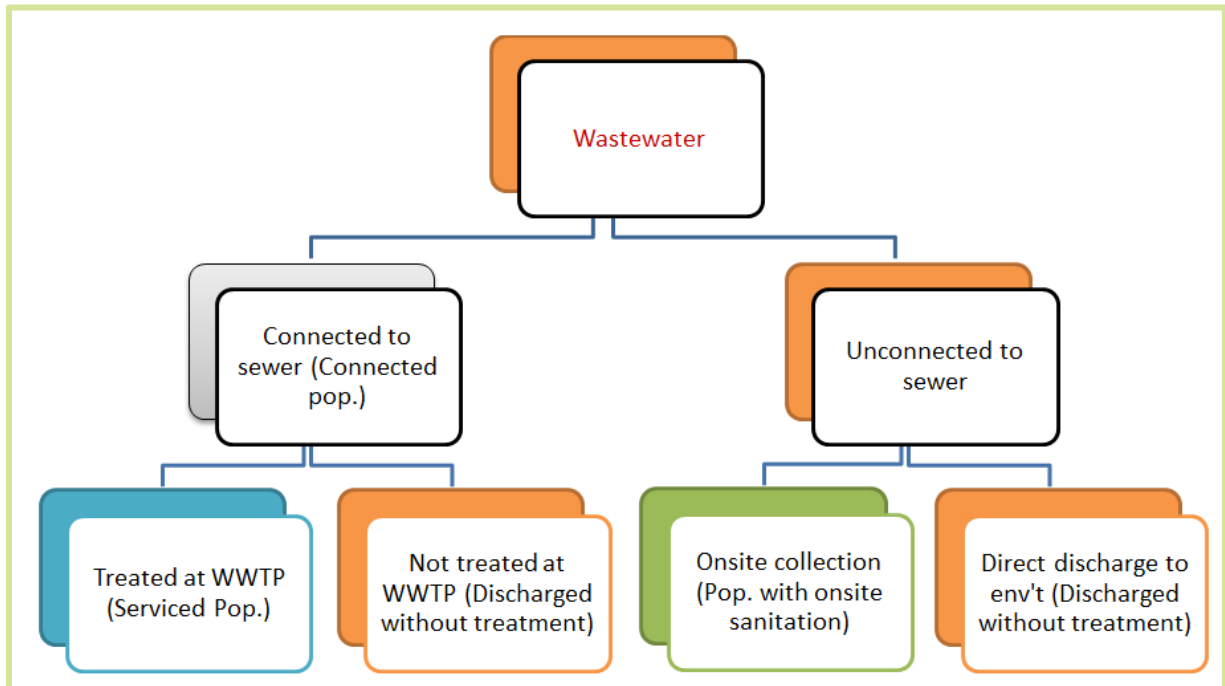 Wastewater
Connected to
sewer (Connected
pop.)
Unconnected to
sewer
Treated at WWTP
(Serviced Pop.)
Not treated at
WWTP (Discharged
without treatment)
Onsite collection
(Pop. with onsite
sanitation)
Direct discharge to
env't (Discharged
without treatment)